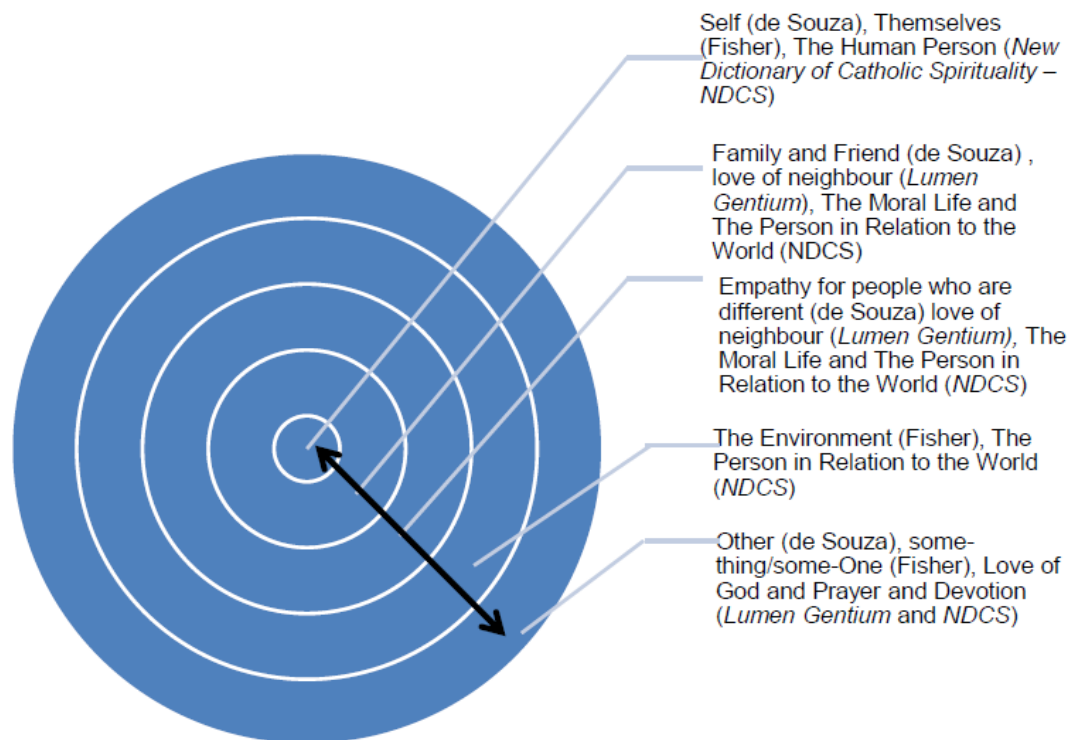 Self (de Souza), Themselves
(Fisher), The Human Person (New
Dictionary of Catholic Spirituality –
NDCS)
Family and Friend (de Souza) ,
love of neighbour (Lumen
Gentium), The Moral Life and
The Person in Relation to the
World (NDCS)
Empathy for people who are
different (de Souza) love of
neighbour (Lumen Gentium), The
Moral Life and The Person in
Relation to the World (NDCS)
The Environment (Fisher), The
Person in Relation to the World
(NDCS)
Other (de Souza), some-
thing/some-One (Fisher), Love of
God and Prayer and Devotion
(Lumen Gentium and NDCS)